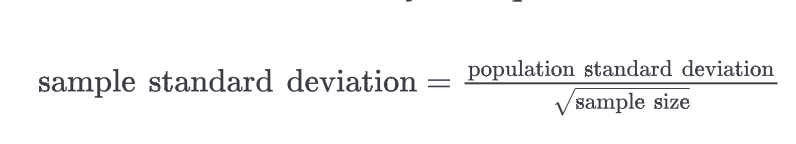 sample standard deviation = population standard deviation / √sample size